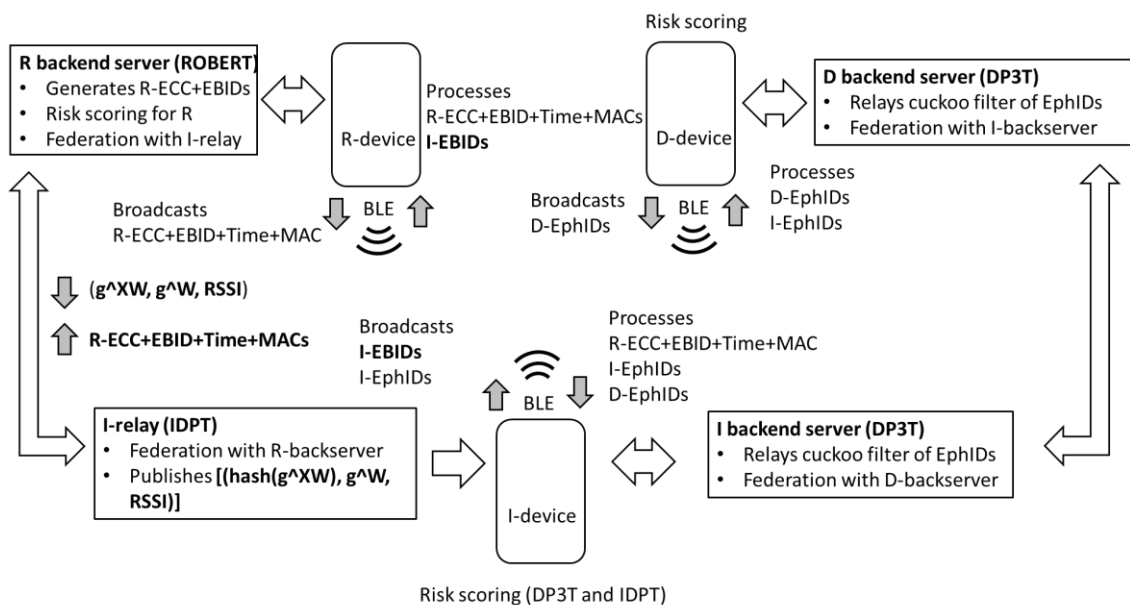 Risk scoring
R backend server (ROBERT)
• Generates R-ECC+EBIDs
• Risk scoring for R
• Federation with I-relay
R-device
Processes
R-ECC+EBID+Time+MACs
I-EBIDs
D-device
D backend server (DP3T)
• Relays cuckoo filter of EphIDs
• Federation with I-backserver
Broadcasts
R-ECC+EBID+Time+MAC
BLE
Broadcasts
D-EphIDs
BLE
Processes
D-EphIDs
I-EphIDs
(g^XW, g^W, RSSI)
R-ECC+EBID+Time+MACs
Broadcasts
I-EBIDs
I-EphIDs
BLE
Processes
R-ECC+EBID+Time+MAC
I-EphIDs
D-EphIDs
I-relay (IDPT)
• Federation with R-backserver
• Publishes [(hash(g^XW), g^W,
RSSI)]
I-device
I backend server (DP3T)
• Relays cuckoo filter of EphIDs
• Federation with D-backserver
Risk scoring (DP3T and IDPT)